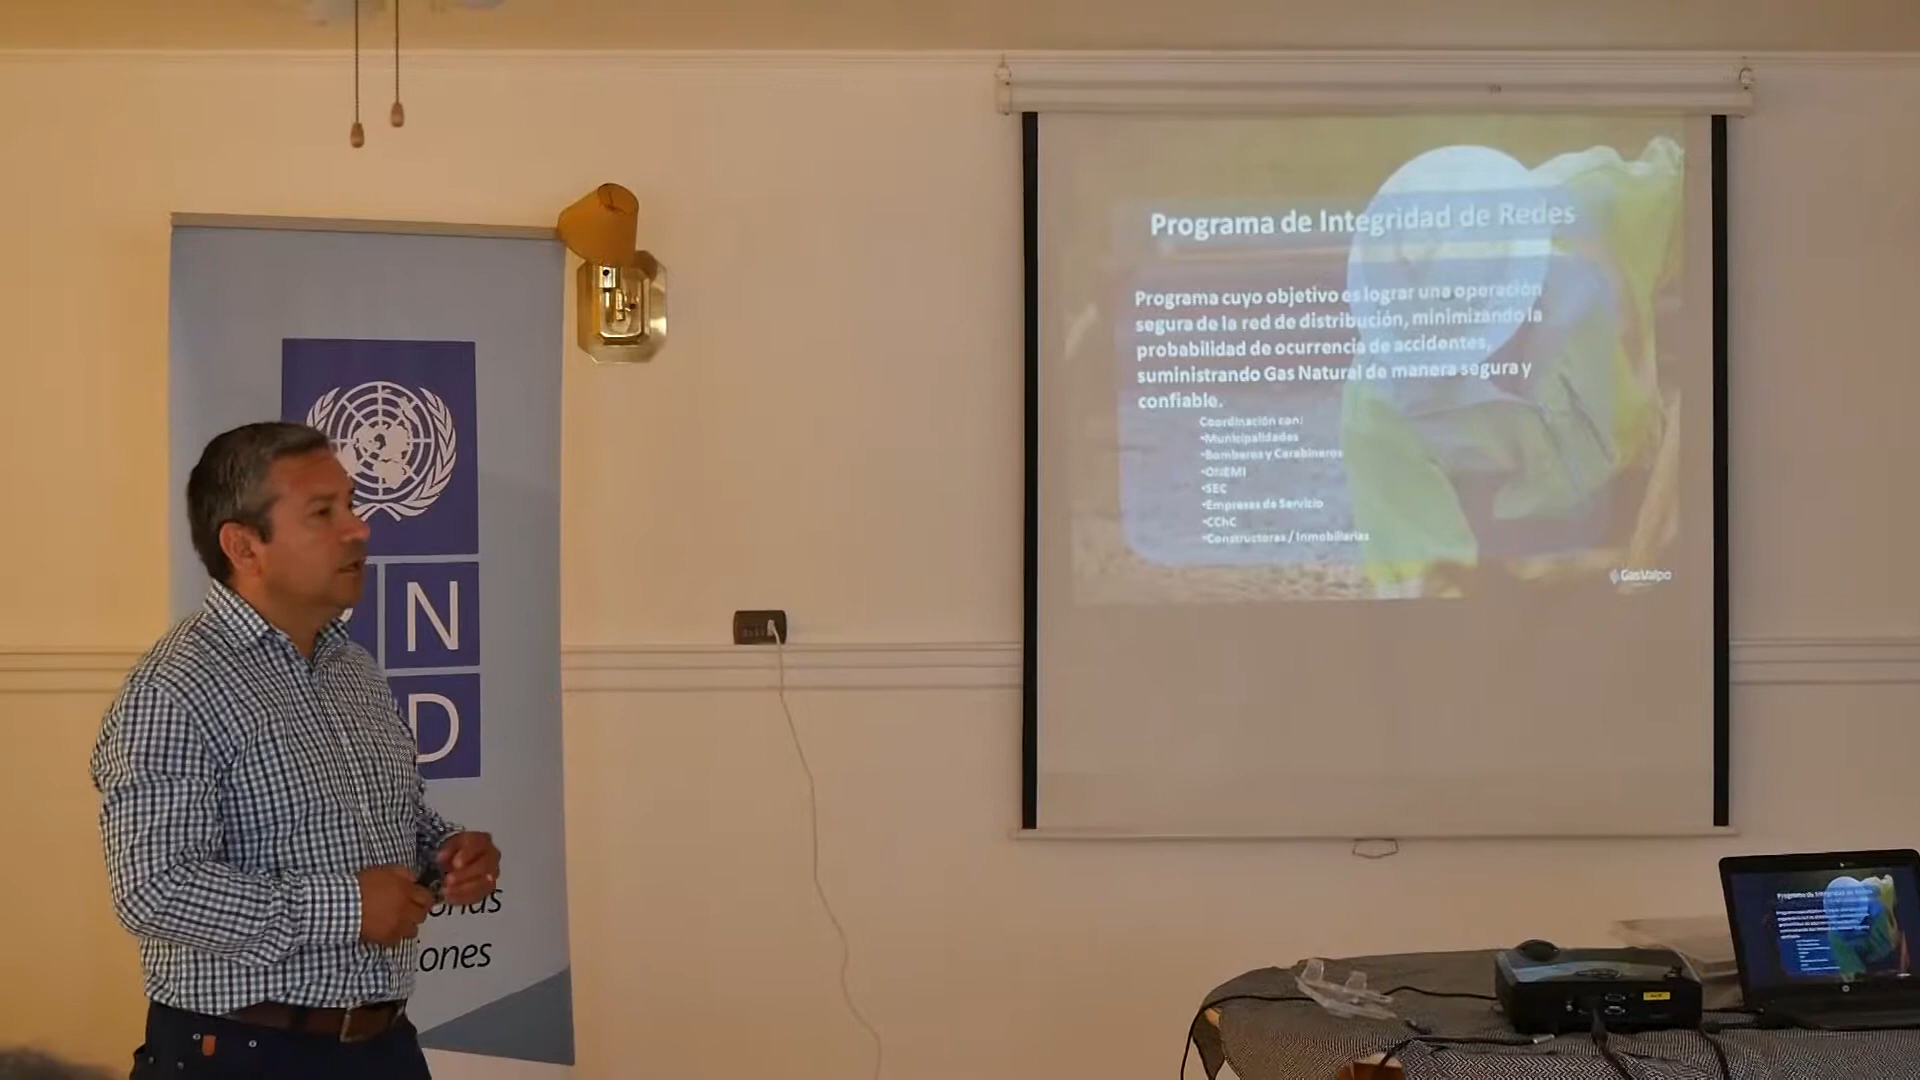 Programa de Integridad de Redes
Programa cuyo objetivo es lograr una operación
segura de la red de distribución, minimizando la
probabilidad de ocurrencia de accidentes,
suministrando Gas Natural de manera segura y
confiable.
Coordinación con:
•Municipalidades
•Bomberos y Carabineros
•ONEMI
•SEC
•Empresas de Servicio
•CChC
•Constructoras / Inmobiliarias
GasValpo
N
D
iones